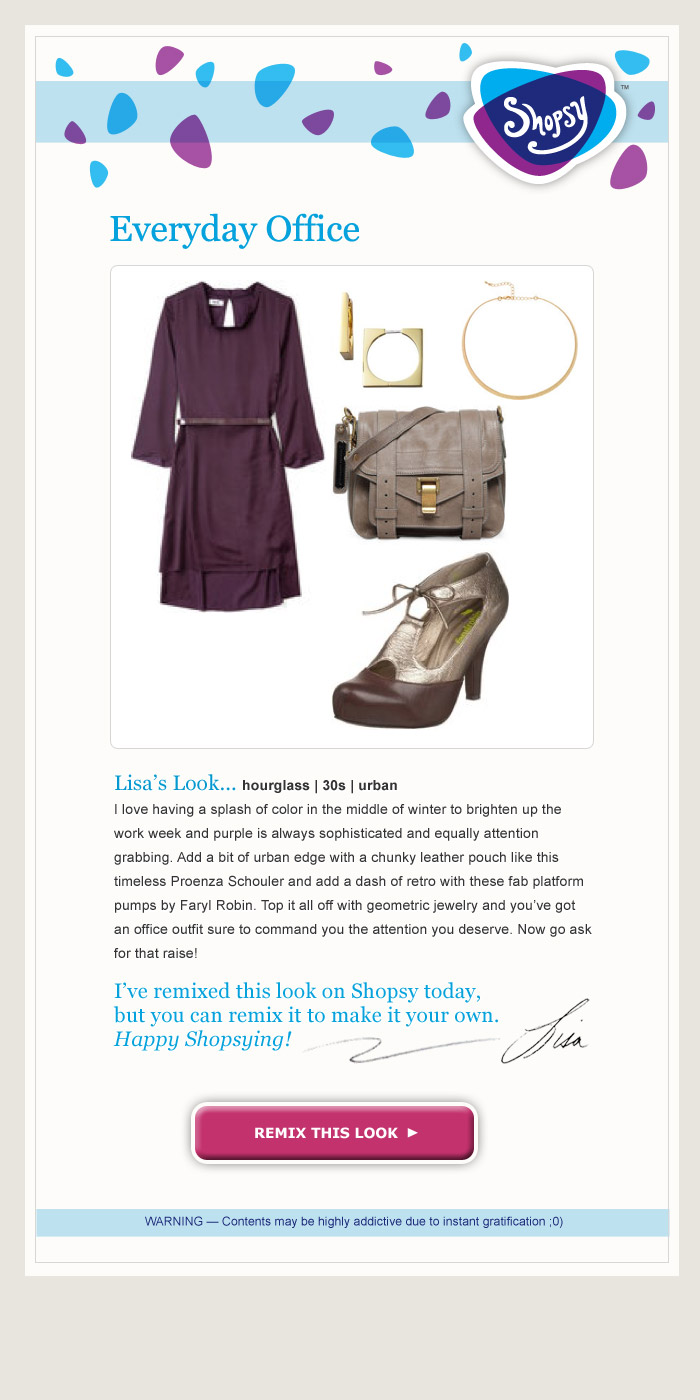 Shopsy
TM
Everyday Office
Lisa’s Look... hourglass | 30s | urban
I love having a splash of color in the middle of winter to brighten up the
work week and purple is always sophisticated and equally attention
grabbing. Add a bit of urban edge with a chunky leather pouch like this
timeless Proenza Schouler and add a dash of retro with these fab platform
pumps by Faryl Robin. Top it all off with geometric jewelry and you’ve got
an office outfit sure to command you the attention you deserve. Now go ask
for that raise!
I’ve remixed this look on Shopsy today,
but you can remix it to make it your own.
Happy Shopsying!
Lisa
REMIX THIS LOOK ►
WARNING — Contents may be highly addictive due to instant gratification ;0)